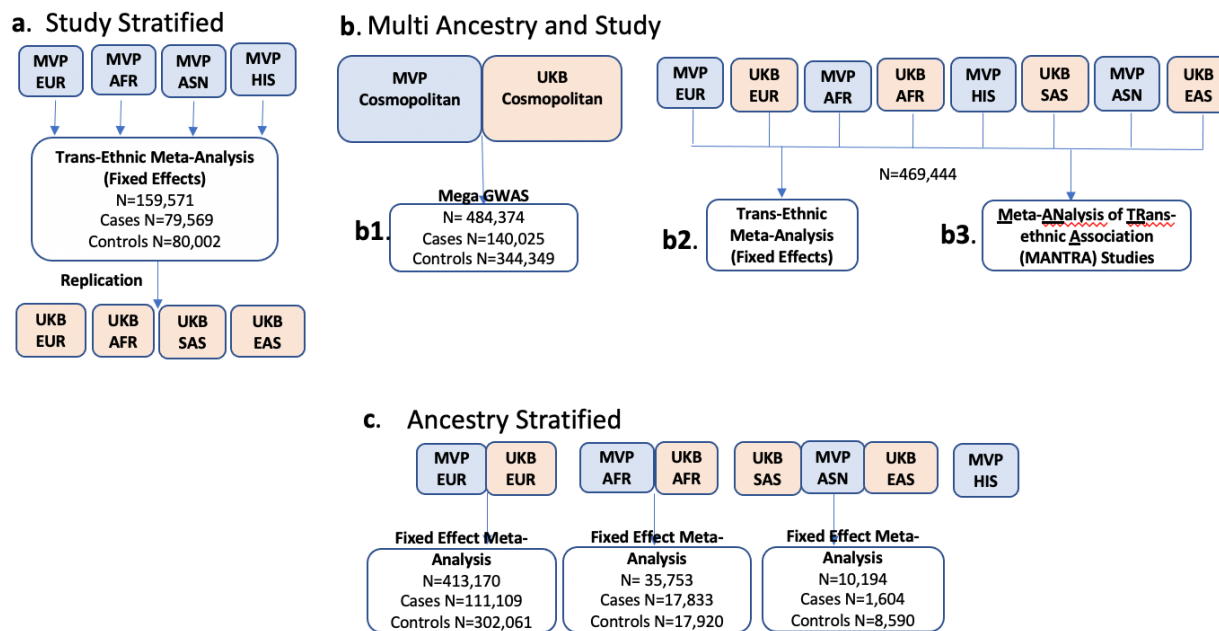 a. Study Stratified
MVP
EUR
MVP
AFR
MVP
ASN
MVP
HIS
Trans-Ethnic Meta-Analysis
(Fixed Effects)
N=159,571
Cases N=79,569
Controls N=80,002
Replication
UKB
EUR
UKB
AFR
UKB
SAS
UKB
EAS
b. Multi Ancestry and Study
MVP
Cosmopolitan
UKB
Cosmopolitan
b1.
Mega GWAS
N= 484,374
Cases N=140,025
Controls N=344,349
MVP
EUR
UKB
EUR
MVP
AFR
UKB
AFR
MVP
HIS
UKB
SAS
MVP
ASN
UKB
EAS
N=469,444
b2.
Trans-Ethnic
Meta-Analysis
(Fixed Effects)
b3.
Meta-ANalysis of TRans-
ethnic Association
(MANTRA) Studies
c. Ancestry Stratified
MVP
EUR
UKB
EUR
MVP
AFR
UKB
AFR
UKB
SAS
MVP
ASN
UKB
EAS
MVP
HIS
Fixed Effect Meta-
Analysis
N=413,170
Cases N=111,109
Controls N=302,061
Fixed Effect Meta-
Analysis
N= 35,753
Cases N=17,833
Controls N=17,920
Fixed Effect Meta-
Analysis
N=10,194
Cases N=1,604
Controls N=8,590